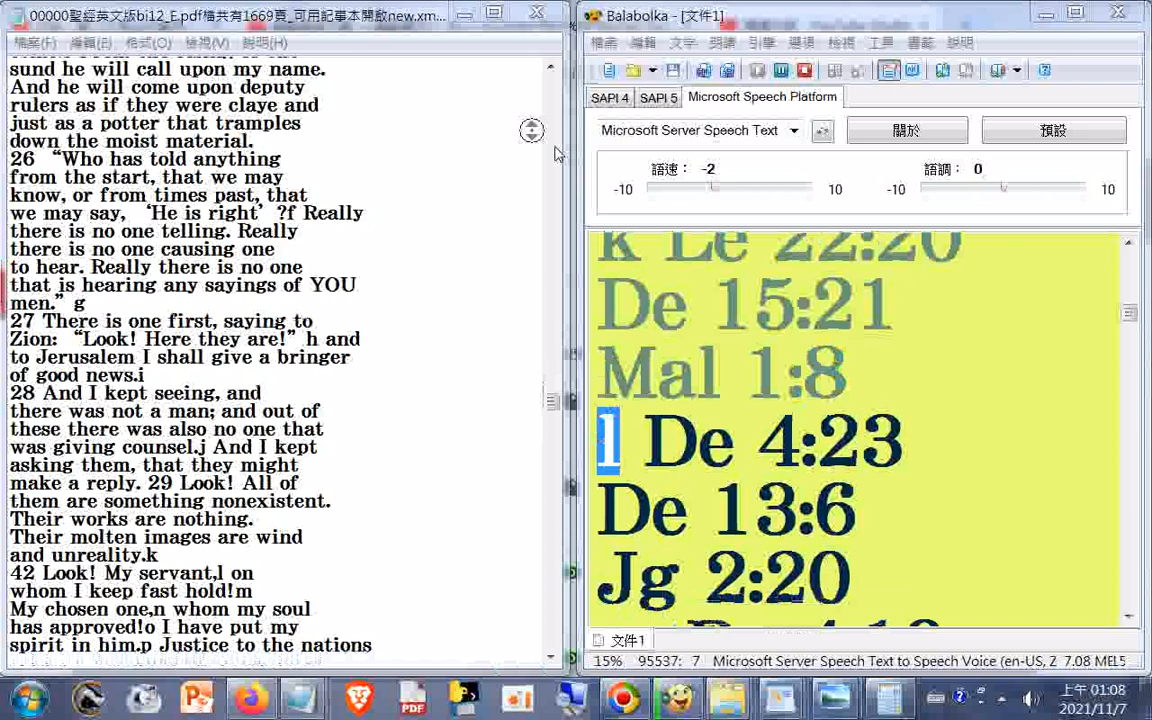 00000聖經英文版bi12_E.pdf檔共有1669頁_可用記事本開啟new.xm...
檔案(F) 編輯(E) 格式(O) 檢視(V) 說明(H)
sund he will call upon my name.
And he will come upon deputy
rulers as if they were claye and
just as a potter that tramples
down the moist material.
26 “Who has told anything
from the start, that we may
know, or from times past, that
we may say, ‘He is right’ ?f Really
there is no one telling. Really
there is no one causing one
to hear. Really there is no one
that is hearing any sayings of YOU
men.” g
27 There is one first, saying to
Zion: “Look! Here they are!” h and
to Jerusalem I shall give a bringer
of good news.i
28 And I kept seeing, and
there was not a man; and out of
these there was also no one that
was giving counsel.j And I kept
asking them, that they might
make a reply. 29 Look! All of
them are something nonexistent.
Their works are nothing.
Their molten images are wind
and unreality.k
42 Look! My servant,l on
whom I keep fast hold!m
My chosen one,n whom my soul
has approved!o I have put my
spirit in him.p Justice to the nations
Balabolka - [文件1]
檔案 編輯 文字 朗讀 引擎 選項 檢視 工具 書籤 說明
SAPI 4 SAPI 5 Microsoft Speech Platform
Microsoft Server Speech Text 關於 預設
語速： -2 語調： 0
-10 10 -10 10
k Le 22:20
De 15:21
Mal 1:8
l De 4:23
De 13:6
Jg 2:20
文件1
15% 95537: 7 Microsoft Server Speech Text to Speech Voice (en-US, Z 7.08 MB
PDF
上午 01:08
2021/11/7